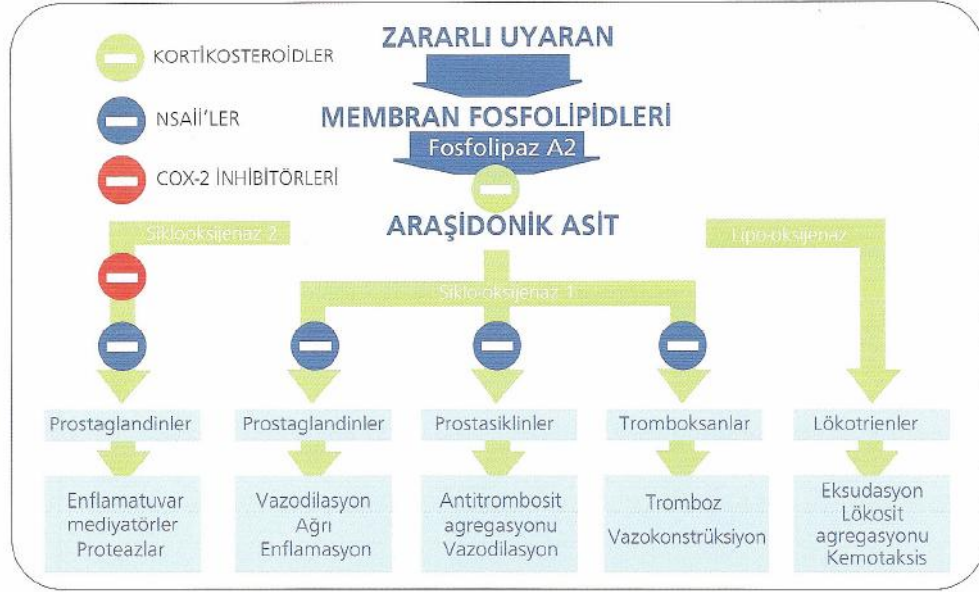 KORTİKOSTEROİDLER
NSAİİ'LER
COX-2 İNHİBİTÖRLERİ
ZARARLI UYARAN
MEMBRAN FOSFOLİPİDLERİ
Fosfolipaz A2
ARAŞİDONİK ASİT
Siklooksijenaz 2
Lipo-oksijenaz
Siklo-oksijenaz 1
Prostaglandinler
Prostaglandinler
Prostasiklinler
Tromboksanlar
Lökotrienler
Enflamatuvar
mediyatörler
Proteazlar
Vazodilasyon
Ağrı
Enflamasyon
Antitrombosit
agregasyonu
Vazodilasyon
Tromboz
Vazokonstrüksiyon
Eksudasyon
Lökosit
agregasyonu
Kemotaksis